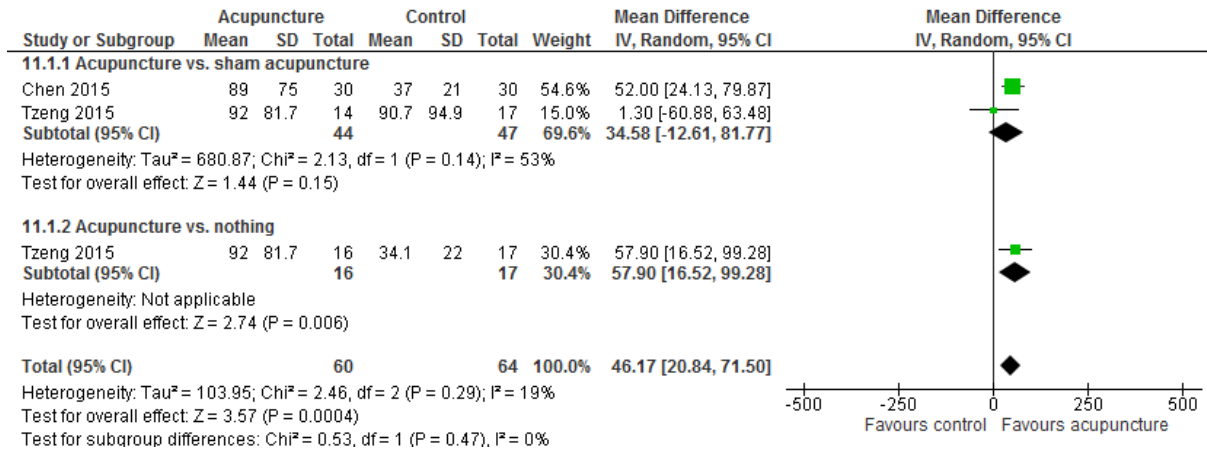 Acupuncture Control Mean Difference Mean Difference
Study or Subgroup Mean SD Total Mean SD Total Weight IV, Random, 95% CI IV, Random, 95% CI
11.1.1 Acupuncture vs. sham acupuncture
Chen 2015 89 75 30 37 21 30 54.6% 52.00 [24.13, 79.87]
Tzeng 2015 92 81.7 14 90.7 94.9 17 15.0% 1.30 [-60.88, 63.48]
Subtotal (95% CI) 44 47 69.6% 34.58 [-12.61, 81.77]
Heterogeneity: Tau² = 680.87; Chi² = 2.13, df = 1 (P = 0.14); I² = 53%
Test for overall effect: Z = 1.44 (P = 0.15)
11.1.2 Acupuncture vs. nothing
Tzeng 2015 92 81.7 16 34.1 22 17 30.4% 57.90 [16.52, 99.28]
Subtotal (95% CI) 16 17 30.4% 57.90 [16.52, 99.28]
Heterogeneity: Not applicable
Test for overall effect: Z = 2.74 (P = 0.006)
Total (95% CI) 60 64 100.0% 46.17 [20.84, 71.50]
Heterogeneity: Tau² = 103.95; Chi² = 2.46, df = 2 (P = 0.29); I² = 19%
Test for overall effect: Z = 3.57 (P = 0.0004)
Test for subgroup differences: Chi² = 0.53, df = 1 (P = 0.47), I² = 0%
-500 -250 0 250 500
Favours control Favours acupuncture